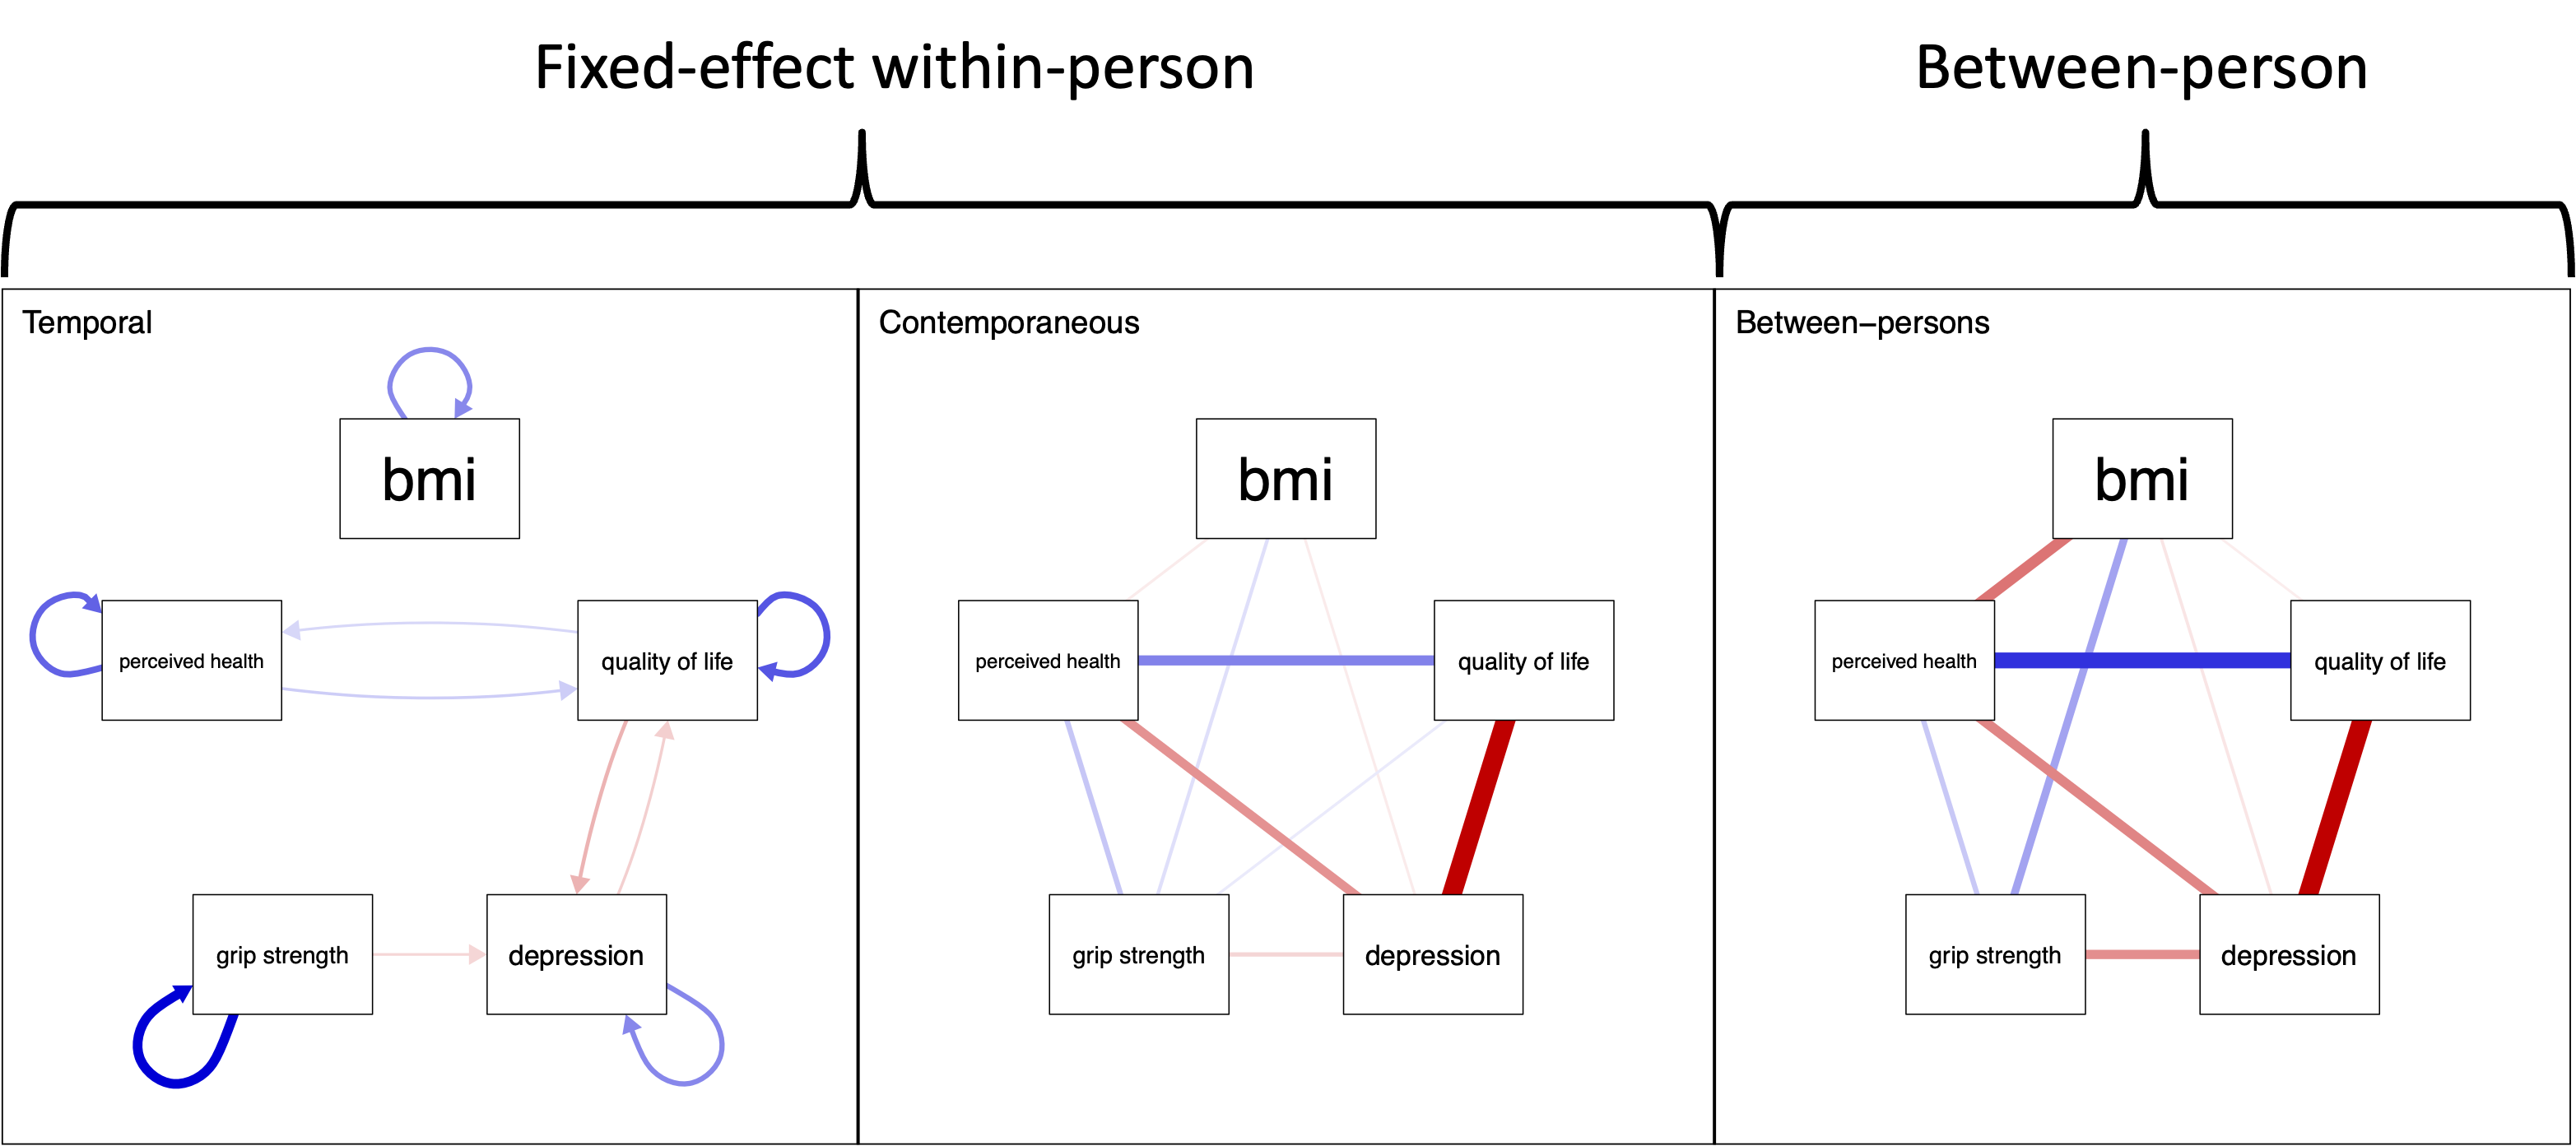 Fixed-effect within-person
Between-person
Temporal
bmi
perceived health
quality of life
grip strength
depression
Contemporaneous
bmi
perceived health
quality of life
grip strength
depression
Between−persons
bmi
perceived health
quality of life
grip strength
depression